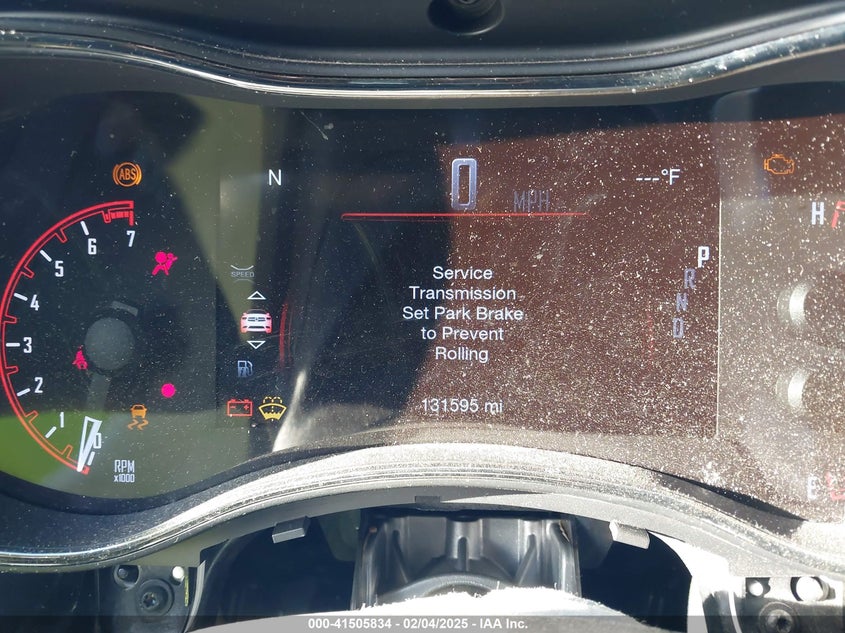 ABS
N
0 MPH
---°F
H
7
6
5
4
3
2
1
0
RPM
x1000
SPEED
Service
Transmission
Set Park Brake
to Prevent
Rolling
131595 mi
P
R
N
D
E
000-41505834 - 02/04/2025 - IAA Inc.